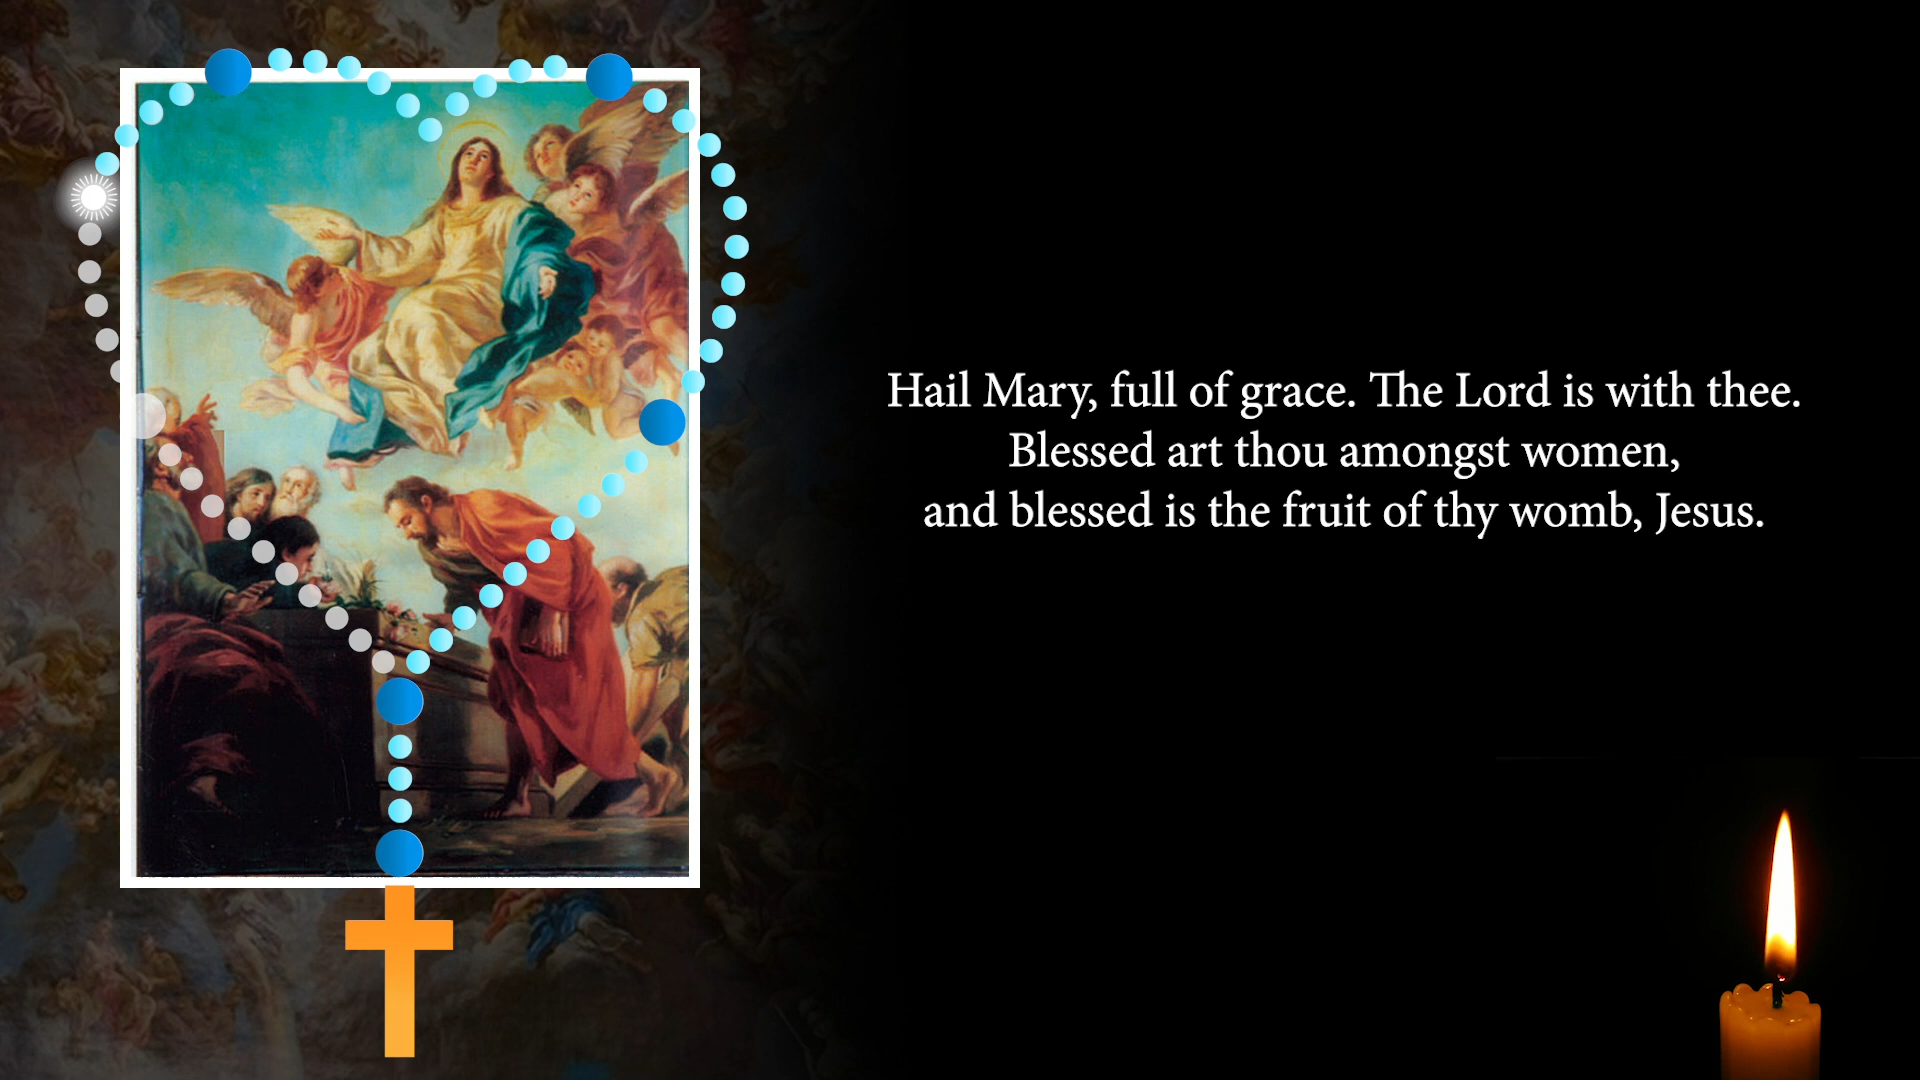 Hail Mary, full of grace. The Lord is with thee.
Blessed art thou amongst women,
and blessed is the fruit of thy womb, Jesus.